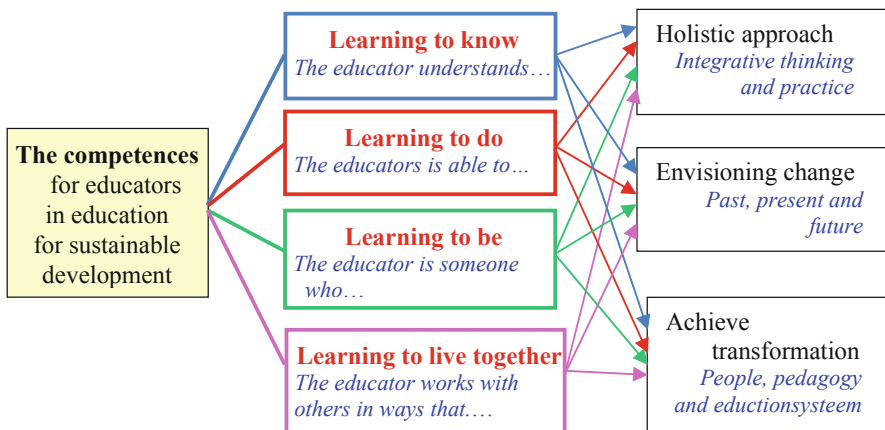 The competences
for educators
in education
for sustainable
development
Learning to know
The educator understands…
Learning to do
The educators is able to…
Learning to be
The educator is someone
who…
Learning to live together
The educator works with
others in ways that….
Holistic approach
Integrative thinking
and practice
Envisioning change
Past, present and
future
Achieve
transformation
People, pedagogy
and eductionsysteem